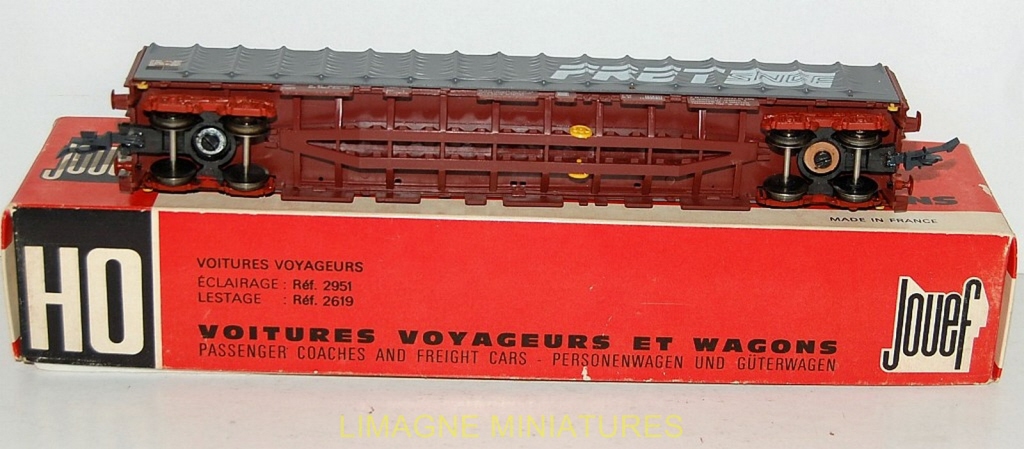 FRET SNCF
Jouef
MADE IN FRANCE
HO
VOITURES VOYAGEURS
ÉCLAIRAGE : Réf. 2951
LESTAGE : Réf. 2619
VOITURES VOYAGEURS ET WAGONS
PASSENGER COACHES AND FREIGHT CARS - PERSONENWAGEN UND GÜTERWAGEN
Jouef
LIMAGNE MINIATURES